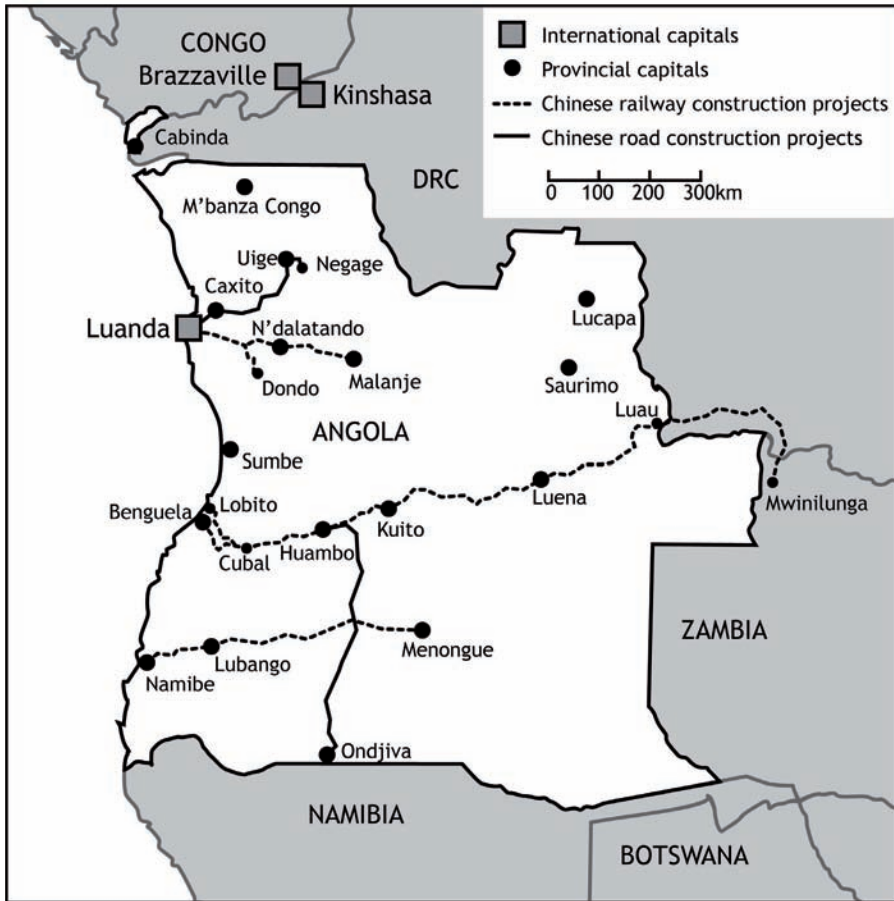 CONGO
Brazzaville
Kinshasa
International capitals
Provincial capitals
Chinese railway construction projects
Chinese road construction projects
0 100 200 300km
Cabinda
DRC
M'banza Congo
Uige
Negage
Caxito
Luanda
N'dalatando
Dondo
Malanje
Lucapa
Saurimo
Luau
ANGOLA
Sumbe
Lobito
Benguela
Cubal
Huambo
Kuito
Luena
Mwinilunga
Menongue
Lubango
Namibe
ZAMBIA
Ondjiva
NAMIBIA
BOTSWANA